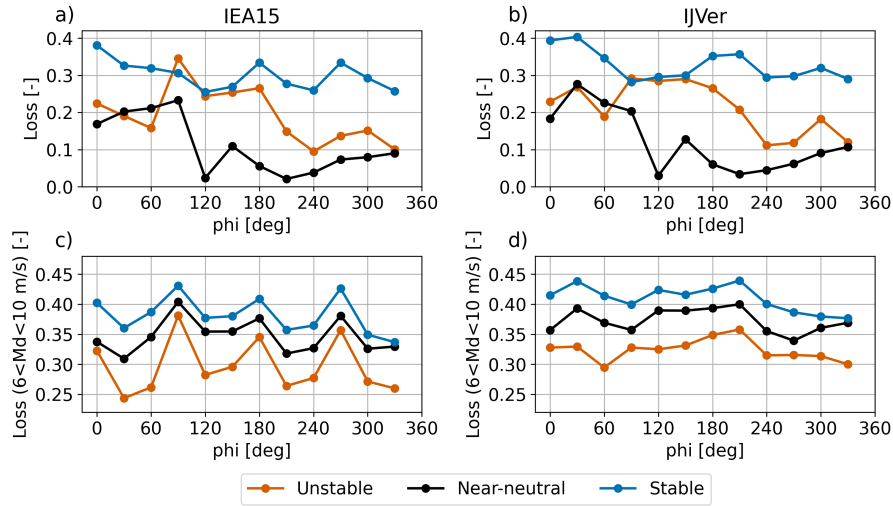 a) IEA15
b) IJVer
Loss [-]
0.4
0.3
0.2
0.1
0.0
0 60 120 180 240 300 360
phi [deg]
Loss [-]
0.4
0.3
0.2
0.1
0.0
0 60 120 180 240 300 360
phi [deg]
c)
Loss (6<Md<10 m/s) [-]
0.45
0.40
0.35
0.30
0.25
0 60 120 180 240 300 360
phi [deg]
d)
Loss (6<Md<10 m/s) [-]
0.45
0.40
0.35
0.30
0.25
0 60 120 180 240 300 360
phi [deg]
Unstable Near-neutral Stable